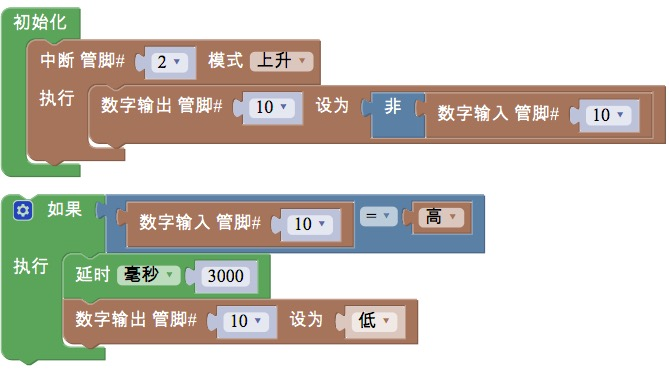 初始化
中断 管脚# 2 模式 上升
执行 数字输出 管脚# 10 设为 非 数字输入 管脚# 10
如果 数字输入 管脚# 10 = 高
执行 延时 毫秒 3000
数字输出 管脚# 10 设为 低